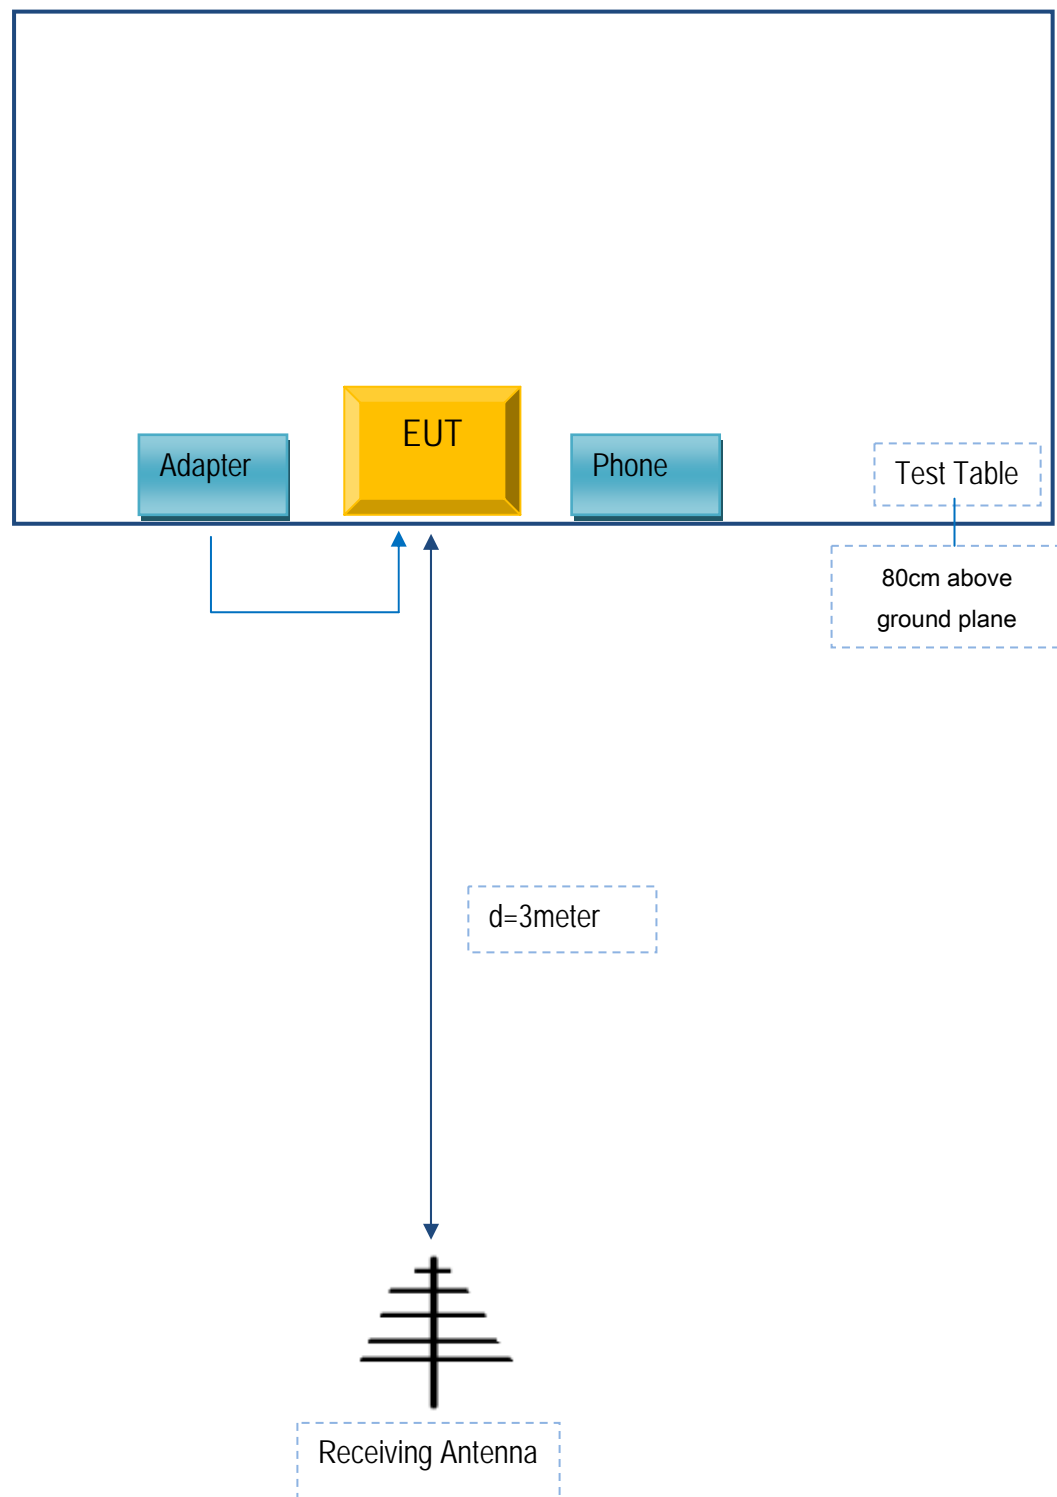 EUT
Adapter
Phone
Test Table
80cm above
ground plane
d=3meter
Receiving Antenna